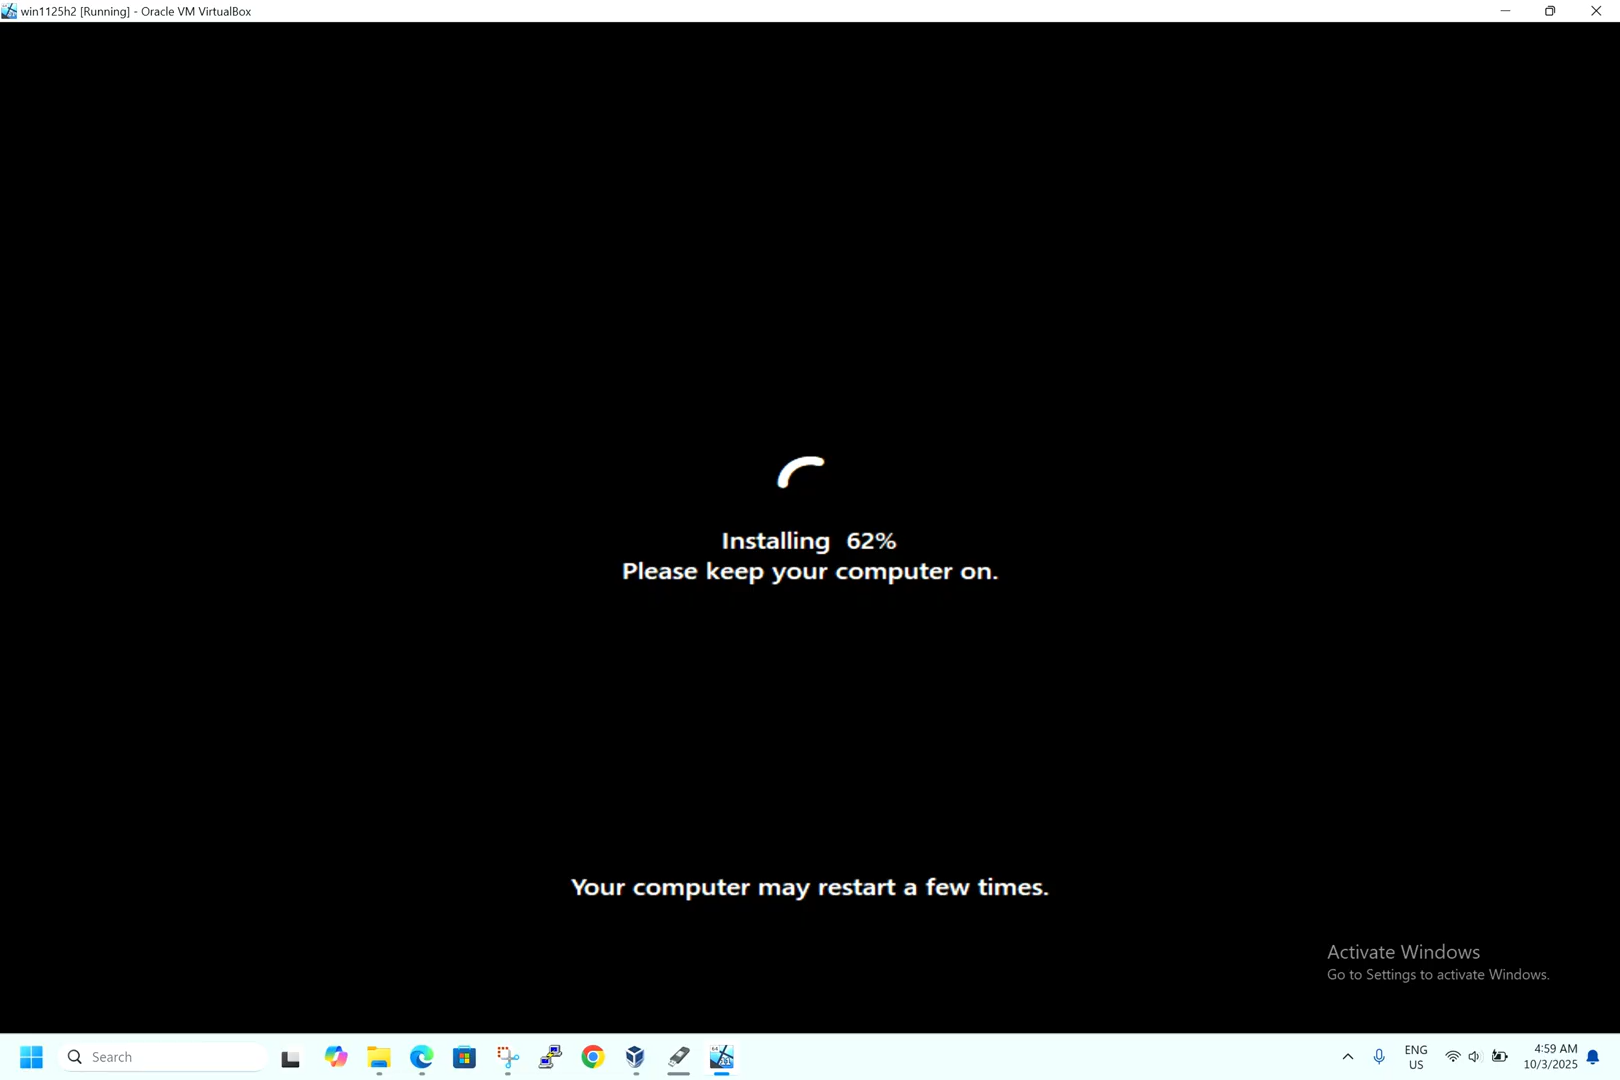 win1125h2 [Running] - Oracle VM VirtualBox
Installing 62%
Please keep your computer on.
Your computer may restart a few times.
Activate Windows
Go to Settings to activate Windows.
Search
ENG
US
4:59 AM
10/3/2025